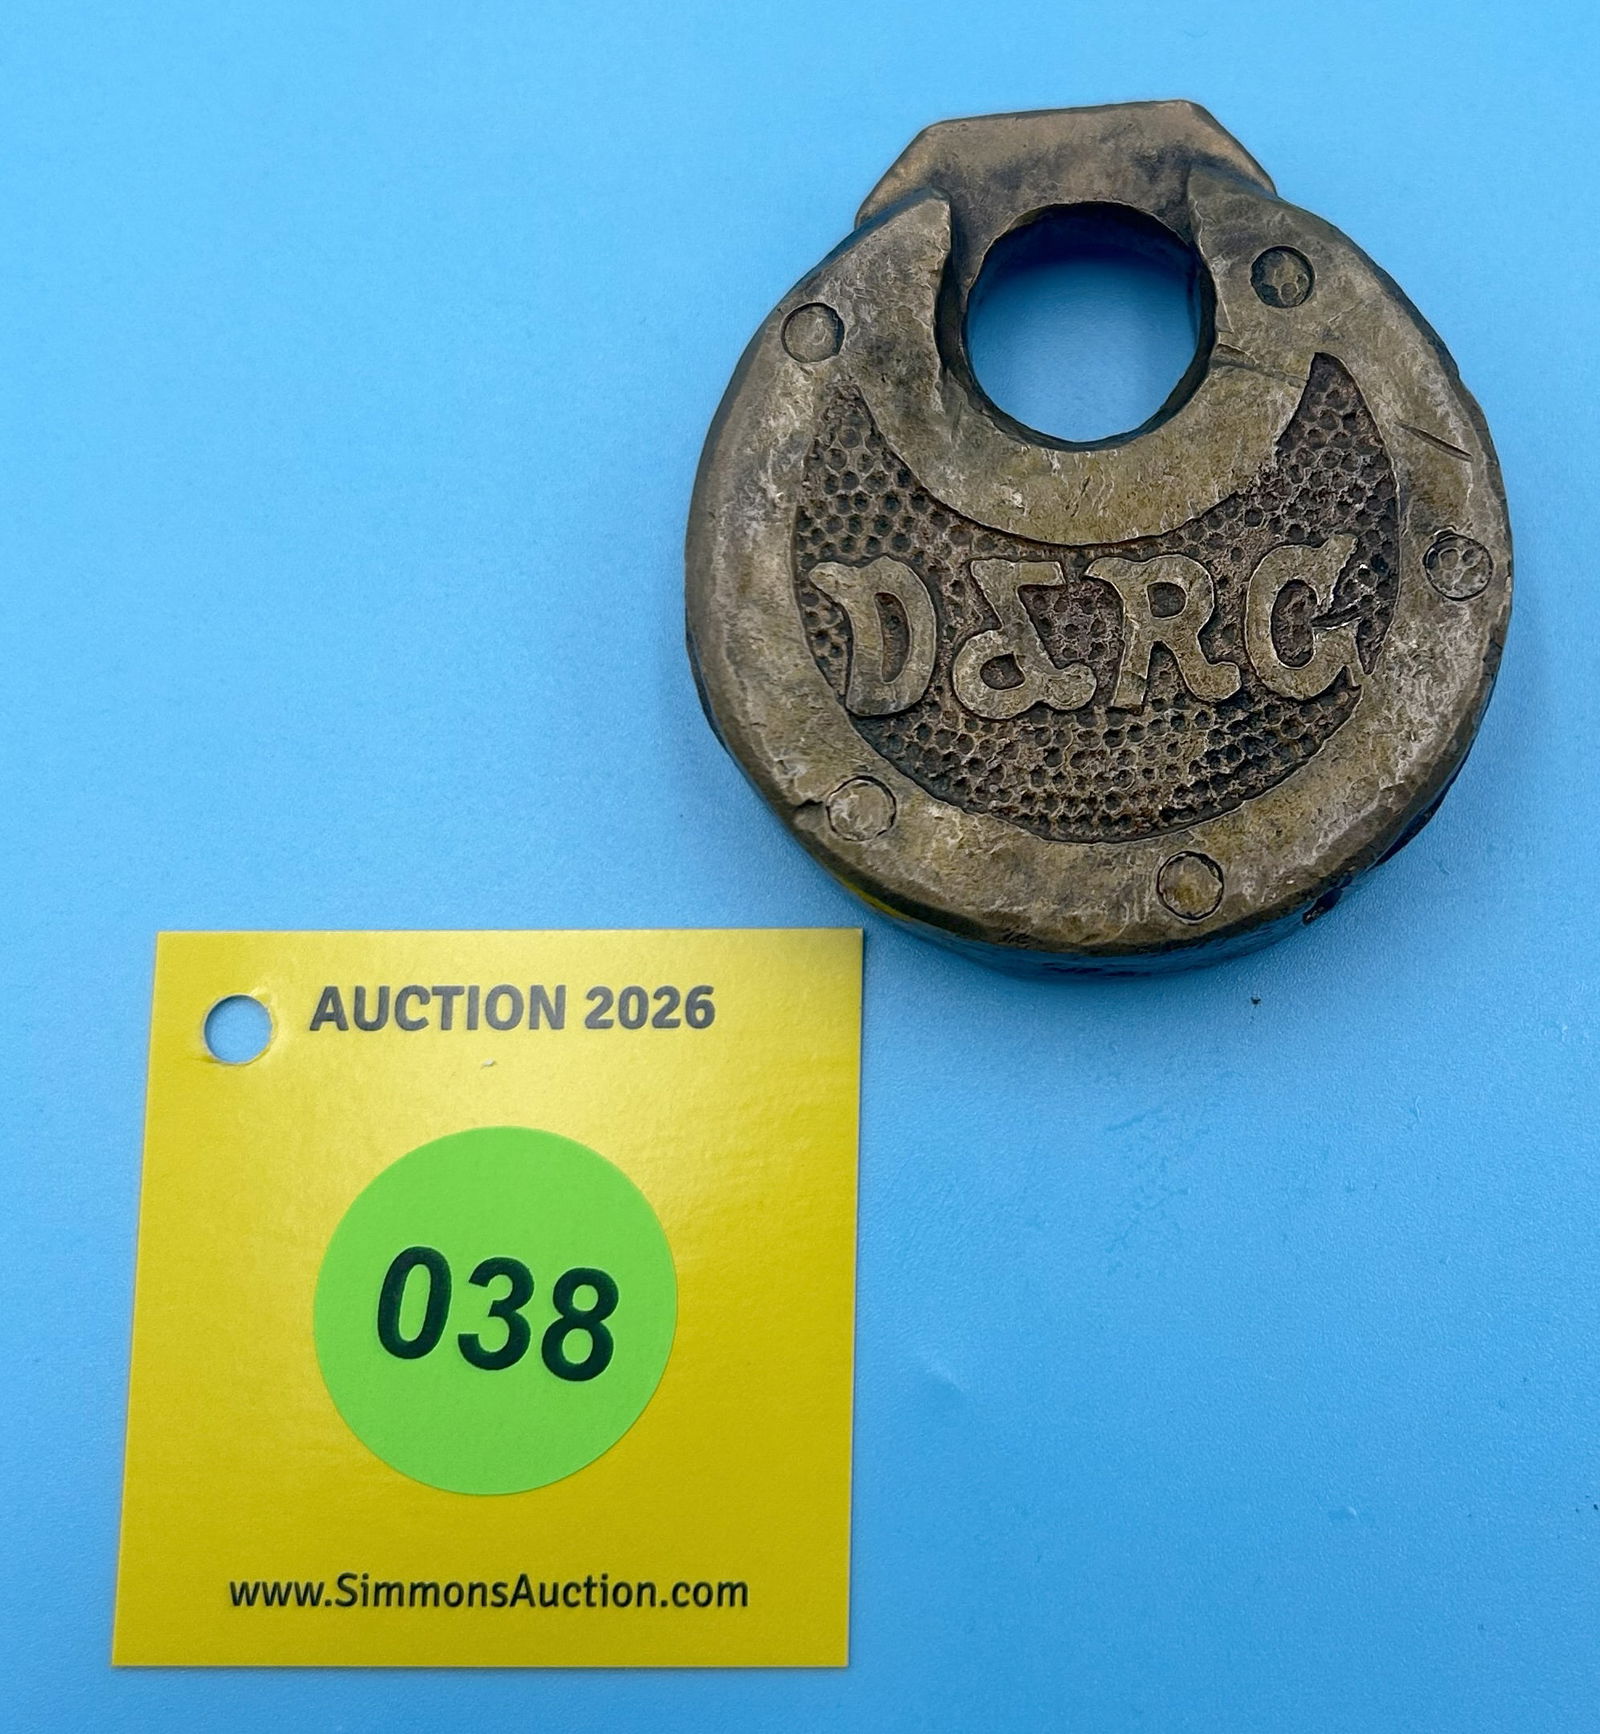 D&RG
AUCTION 2026
038
www.SimmonsAuction.com